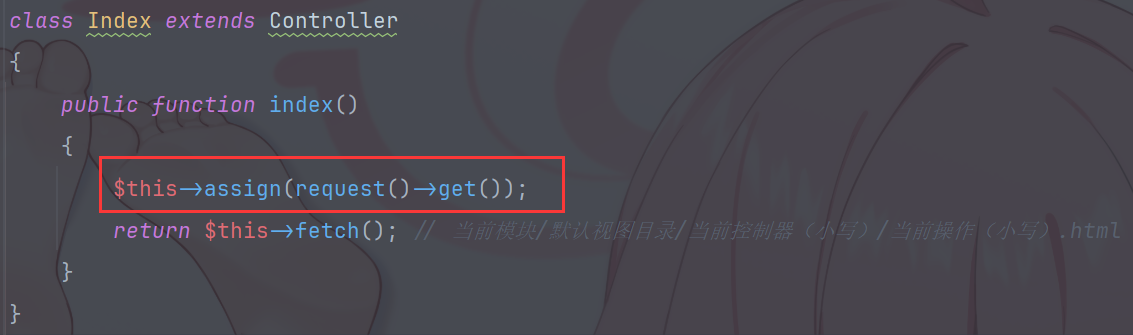 class Index extends Controller
{
public function index()
{
$this->assign(request()->get());
return $this->fetch(); // 当前模块/默认视图目录/当前控制器（小写）/当前操作（小写）.html
}
}